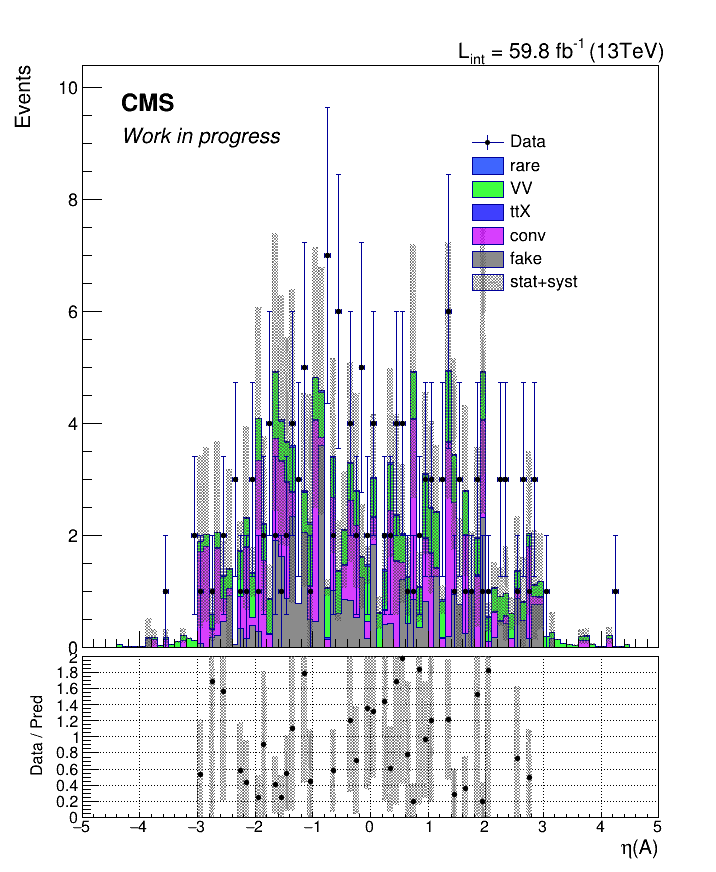 L_int = 59.8 fb^-1 (13TeV)
Events
CMS
Work in progress
Data
rare
VV
ttX
conv
fake
stat+syst
10
8
6
4
2
0
2
1.8
1.6
1.4
1.2
1
0.8
0.6
0.4
0.2
0
Data / Pred
−5 −4 −3 −2 −1 0 1 2 3 4 5
η(A)